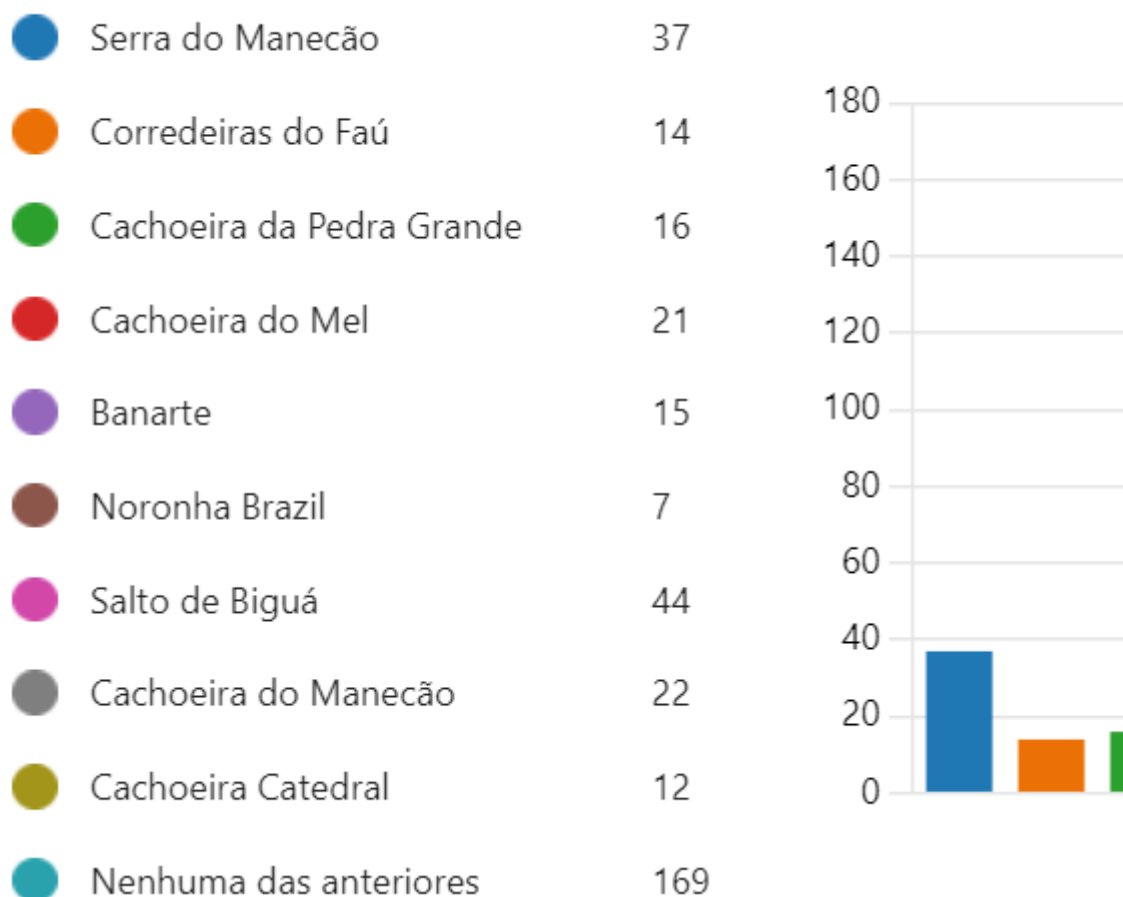 Serra do Manecão 37
Corredeiras do Faú 14
Cachoeira da Pedra Grande 16
Cachoeira do Mel 21
Banarte 15
Noronha Brazil 7
Salto de Biguá 44
Cachoeira do Manecão 22
Cachoeira Catedral 12
Nenhuma das anteriores 169
180
160
140
120
100
80
60
40
20
0